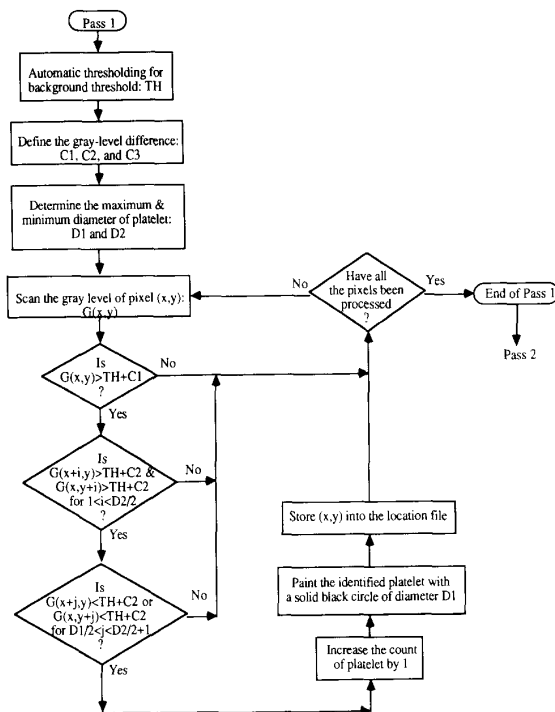 Pass 1
Automatic thresholding for
background threshold: TH
Define the gray-level difference:
C1, C2, and C3
Determine the maximum &
minimum diameter of platelet:
D1 and D2
Scan the gray level of pixel (x,y):
G(x,y)
Is
G(x,y)>TH+C1
?
No
Yes
Is
G(x+i,y)>TH+C2 &
G(x,y+i)>TH+C2
for 1<i<D2/2
?
No
Yes
Is
G(x+j,y)<TH+C2 or
G(x,y+j)<TH+C2
for D1/2<j<D2/2+1
?
No
Yes
Increase the count
of platelet by 1
Paint the identified platelet with
a solid black circle of diameter D1
Store (x,y) into the location file
Have all
the pixels been
processed
?
No
Yes
End of Pass 1
Pass 2